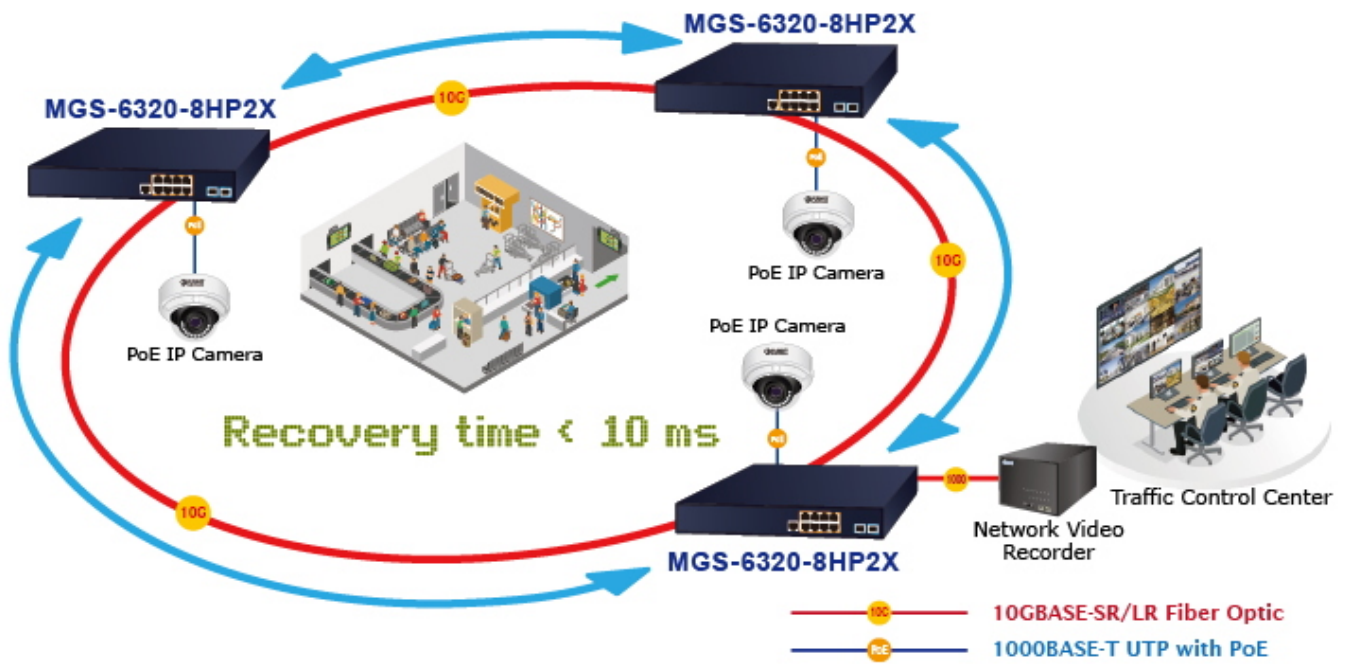 MGS-6320-8HP2X
MGS-6320-8HP2X
10G
PoE
PoE
PoE IP Camera
10G
PoE IP Camera
PoE IP Camera
Recovery time < 10 ms
PoE
1000
10G
Traffic Control Center
Network Video
Recorder
MGS-6320-8HP2X
10G 10GBASE-SR/LR Fiber Optic
PoE 1000BASE-T UTP with PoE